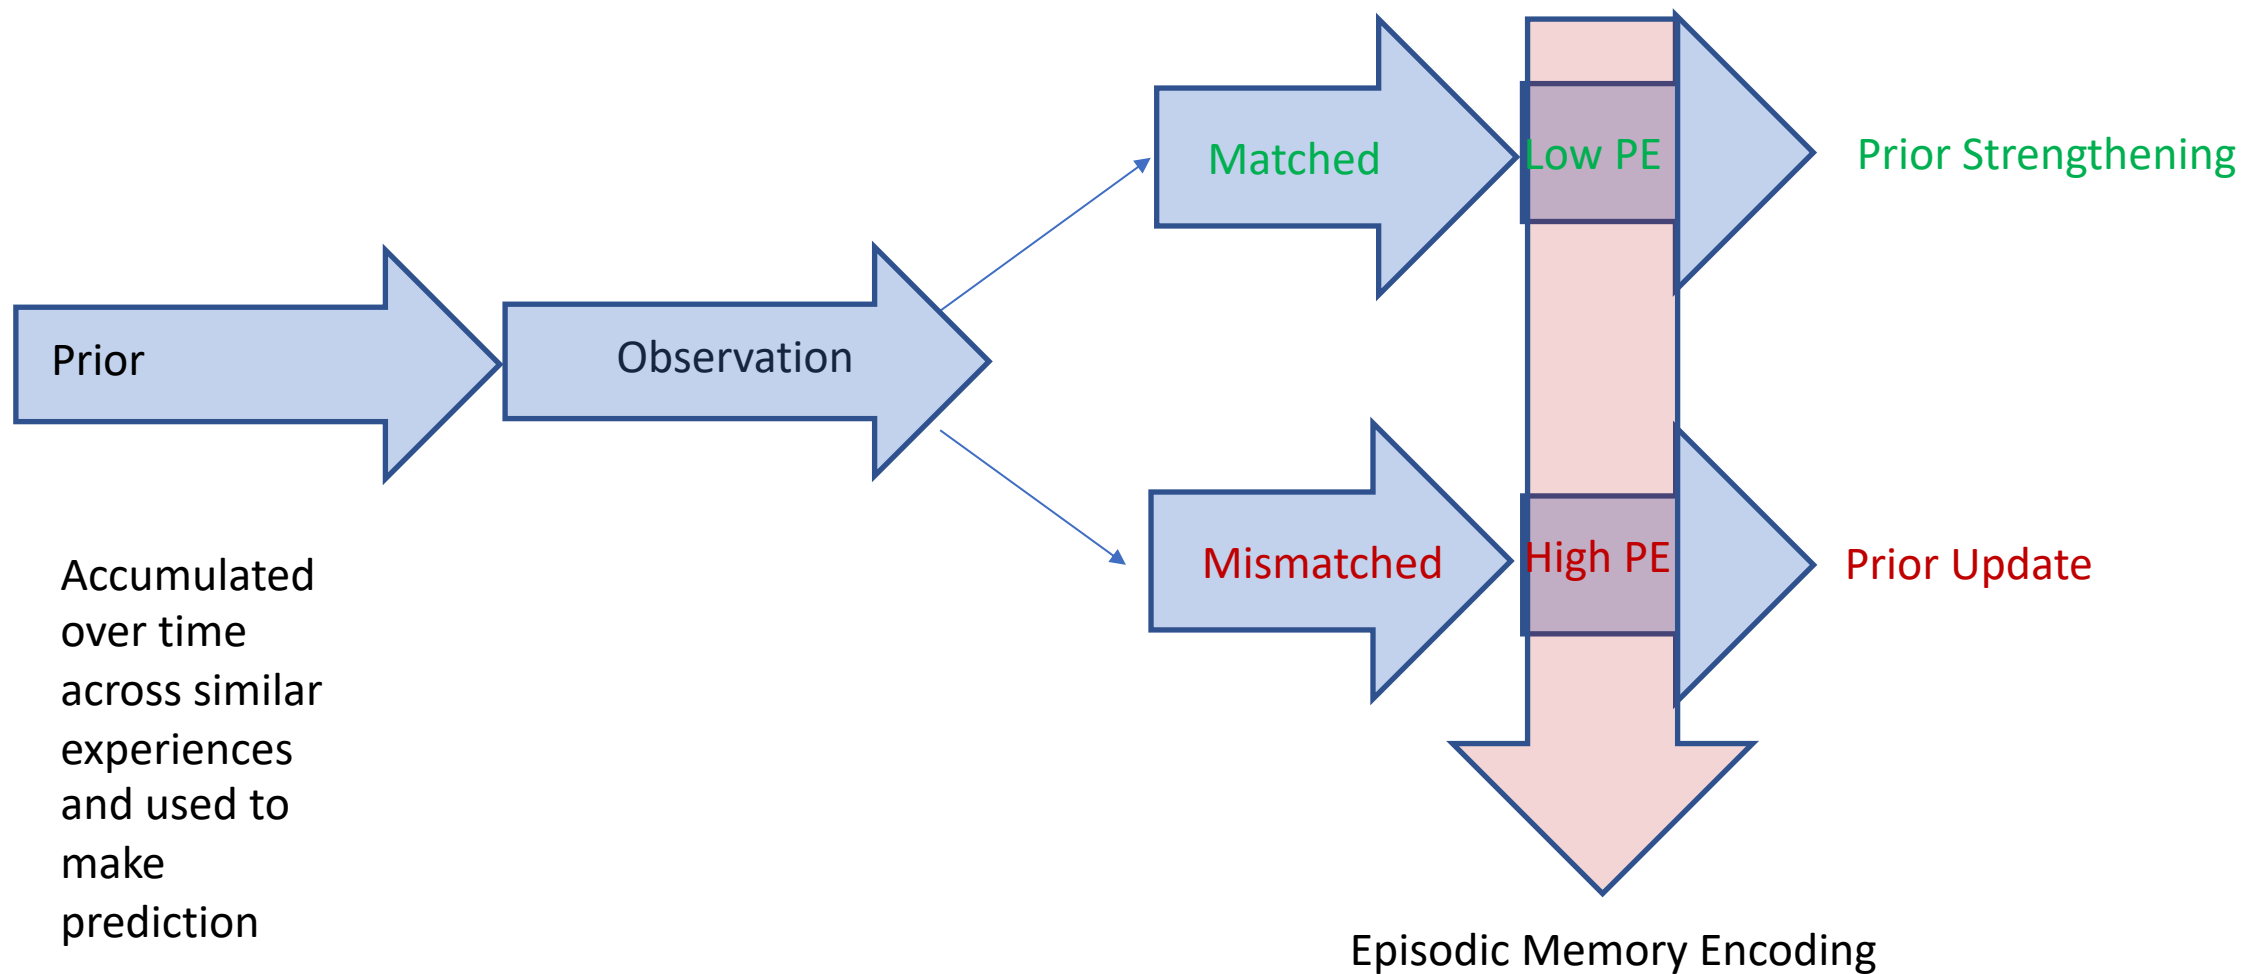 Prior
Observation
Matched
Low PE
Prior Strengthening
Mismatched
High PE
Prior Update
Accumulated
over time
across similar
experiences
and used to
make
prediction
Episodic Memory Encoding